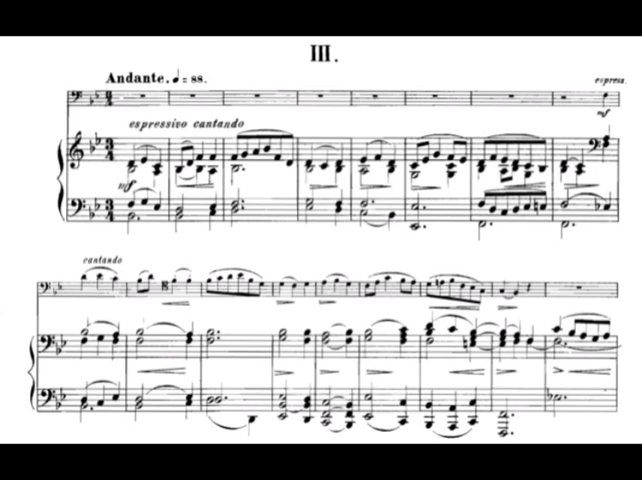 III.
Andante. ♩= 88.
espress.
mf
espressivo cantando
mf
cantando